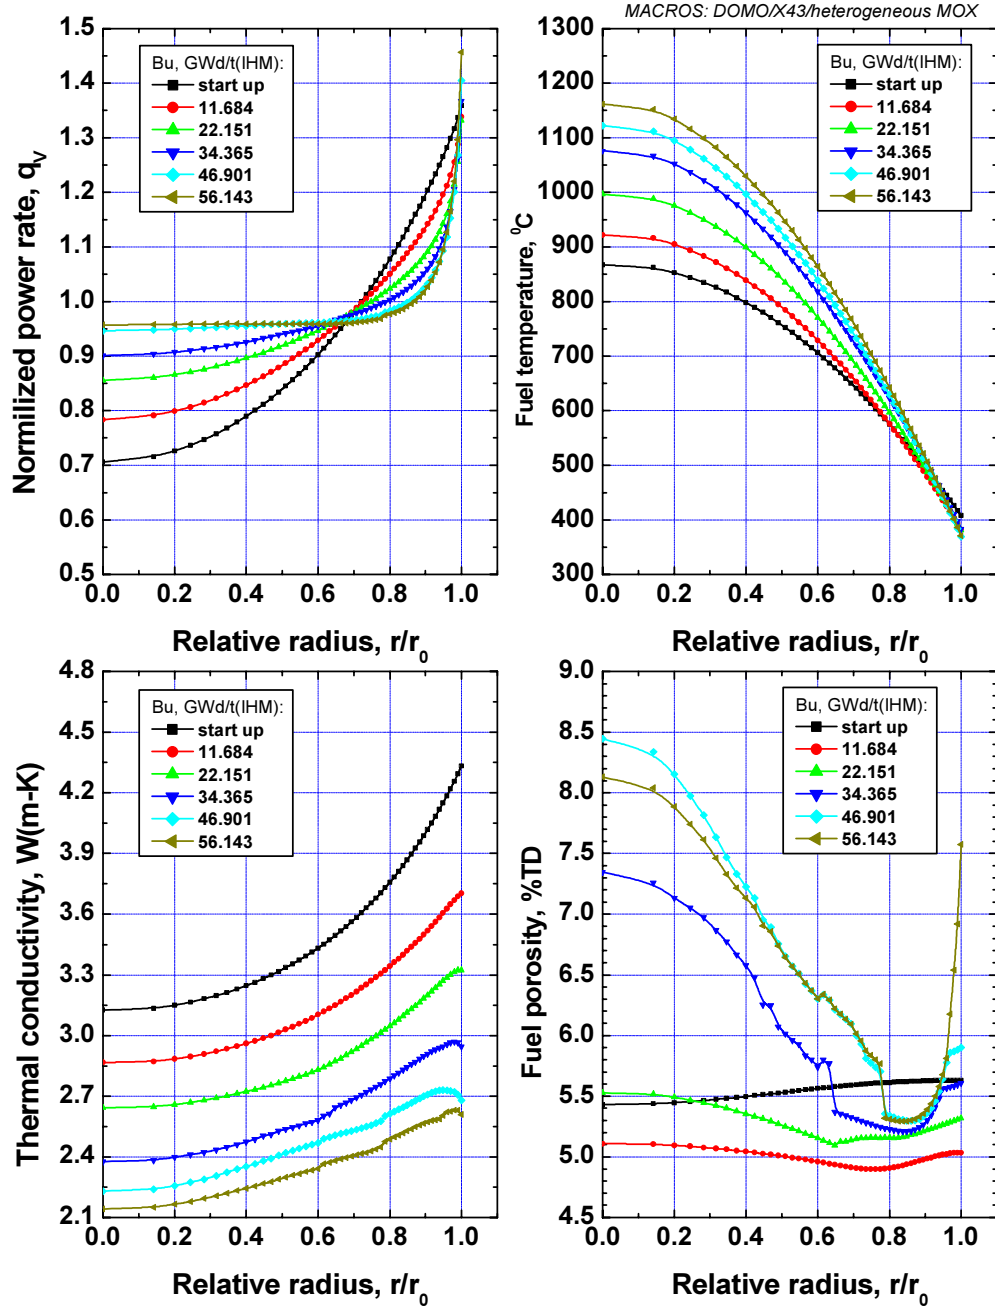 MACROS: DOMO/X43/heterogeneous MOX
1.5
1.4
1.3
1.2
1.1
1.0
0.9
0.8
0.7
0.6
0.5
Normilized power rate, qV
Bu, GWd/t(IHM):
start up
11.684
22.151
34.365
46.901
56.143
0.0 0.2 0.4 0.6 0.8 1.0
Relative radius, r/r0
1300
1200
1100
1000
900
800
700
600
500
400
300
Fuel temperature, 0C
Bu, GWd/t(IHM):
start up
11.684
22.151
34.365
46.901
56.143
0.0 0.2 0.4 0.6 0.8 1.0
Relative radius, r/r0
4.8
4.5
4.2
3.9
3.6
3.3
3.0
2.7
2.4
2.1
Thermal conductivity, W(m-K)
Bu, GWd/t(IHM):
start up
11.684
22.151
34.365
46.901
56.143
0.0 0.2 0.4 0.6 0.8 1.0
Relative radius, r/r0
9.0
8.5
8.0
7.5
7.0
6.5
6.0
5.5
5.0
4.5
Fuel porosity, %TD
Bu, GWd/t(IHM):
start up
11.684
22.151
34.365
46.901
56.143
0.0 0.2 0.4 0.6 0.8 1.0
Relative radius, r/r0